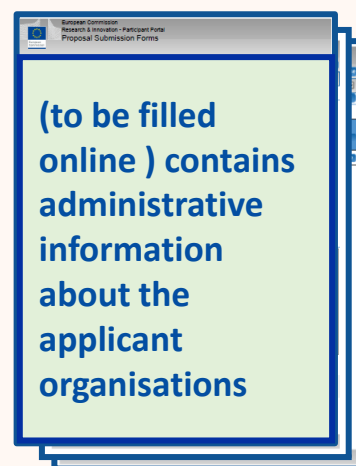 European Commission
Research & Innovation - Participant Portal
Proposal Submission Forms
(to be filled
online ) contains
administrative
information
about the
applicant
organisations